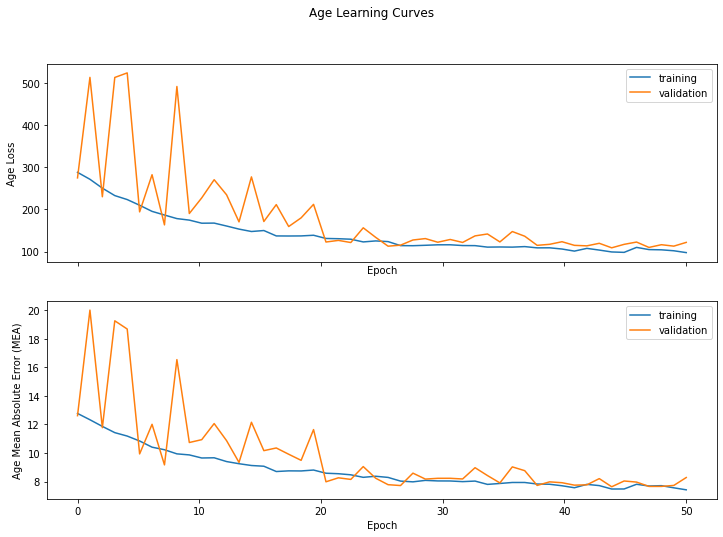 Age Learning Curves
500
400
300
200
100
Age Loss
training
validation
Epoch
20
18
16
14
12
10
8
Age Mean Absolute Error (MEA)
training
validation
0
10
20
30
40
50
Epoch